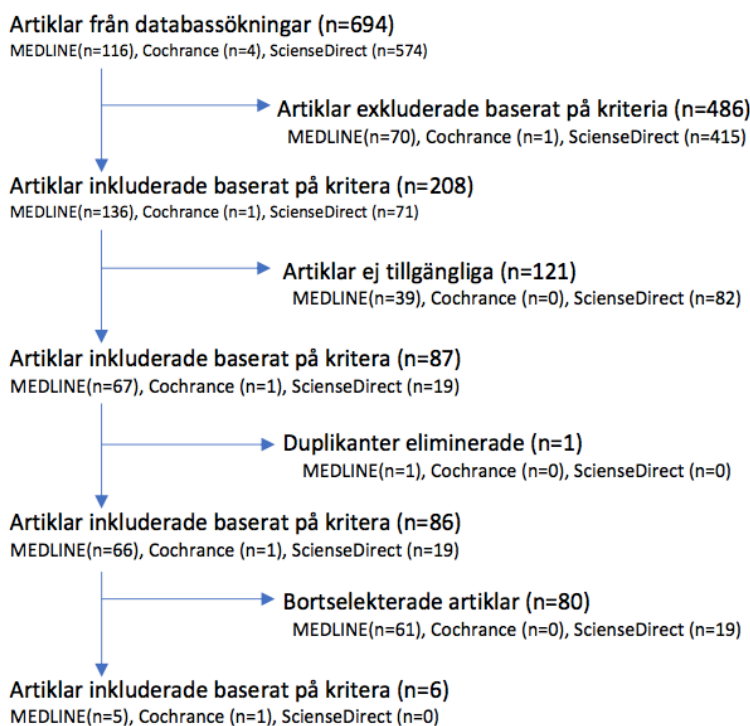 Artiklar från databassökningar (n=694)
MEDLINE(n=116), Cochrance (n=4), ScienseDirect (n=574)
Artiklar exkluderade baserat på kriteria (n=486)
MEDLINE(n=70), Cochrance (n=1), ScienseDirect (n=415)
Artiklar inkluderade baserat på kritera (n=208)
MEDLINE(n=136), Cochrance (n=1), ScienseDirect (n=71)
Artiklar ej tillgängliga (n=121)
MEDLINE(n=39), Cochrance (n=0), ScienseDirect (n=82)
Artiklar inkluderade baserat på kritera (n=87)
MEDLINE(n=67), Cochrance (n=1), ScienseDirect (n=19)
Duplikanter eliminerade (n=1)
MEDLINE(n=1), Cochrance (n=0), ScienseDirect (n=0)
Artiklar inkluderade baserat på kritera (n=86)
MEDLINE(n=66), Cochrance (n=1), ScienseDirect (n=19)
Bortselekterade artiklar (n=80)
MEDLINE(n=61), Cochrance (n=0), ScienseDirect (n=19)
Artiklar inkluderade baserat på kritera (n=6)
MEDLINE(n=5), Cochrance (n=1), ScienseDirect (n=0)